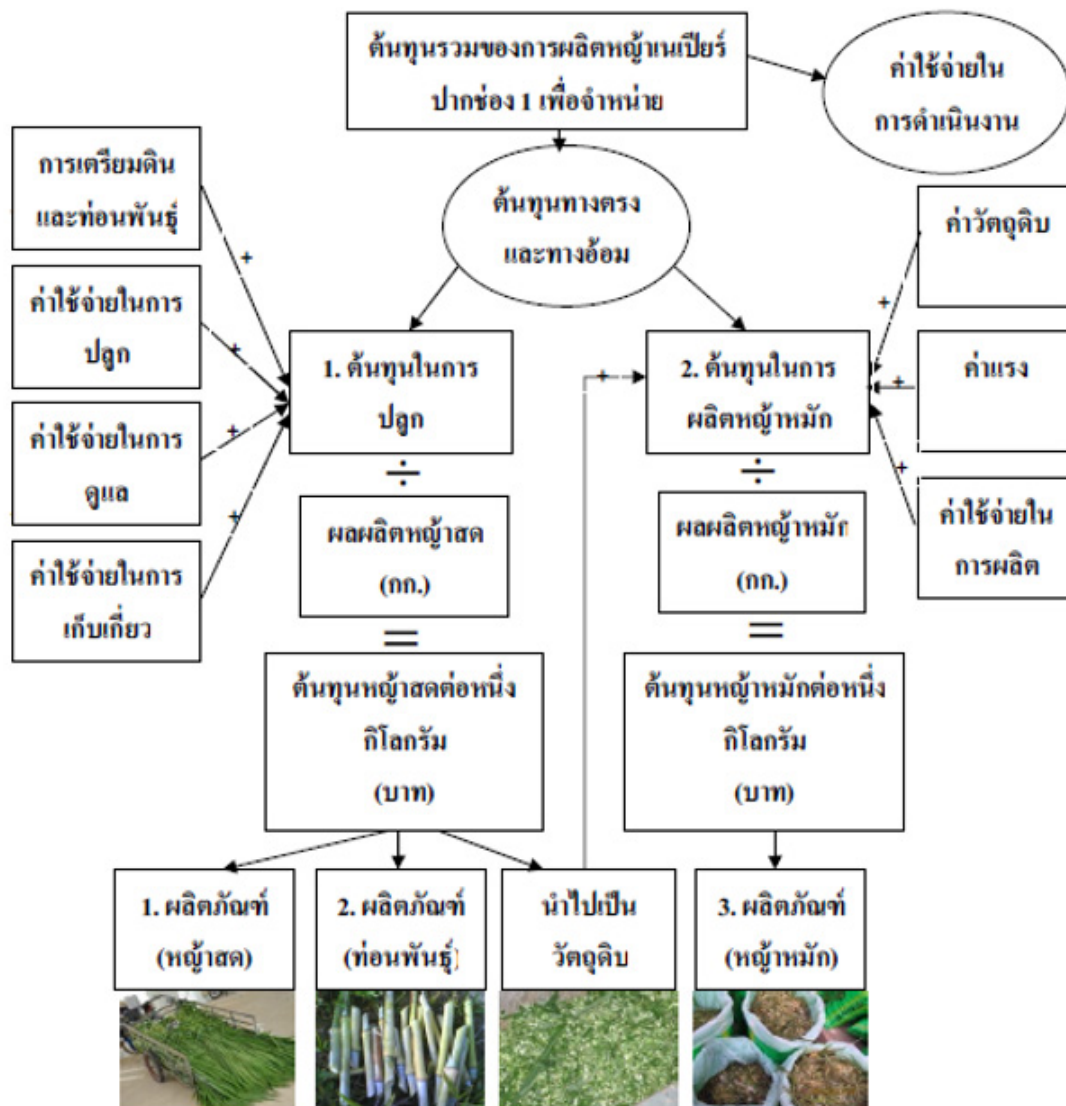 ต้นทุนรวมของการผลิตหญ้าเนเปียร์
ปากช่อง 1 เพื่อจำหน่าย
ค่าใช้จ่ายใน
การดำเนินงาน
ต้นทุนทางตรง
และทางอ้อม
การเตรียมดิน
และท่อนพันธุ์
ค่าใช้จ่ายในการ
ปลูก
ค่าใช้จ่ายในการ
ดูแล
ค่าใช้จ่ายในการ
เก็บเกี่ยว
+
+
+
+
1. ต้นทุนในการ
ปลูก
÷
ผลผลิตหญ้าสด
(กก.)
=
ต้นทุนหญ้าสดต่อหนึ่ง
กิโลกรัม
(บาท)
+
2. ต้นทุนในการ
ผลิตหญ้าหมัก
÷
ผลผลิตหญ้าหมัก
(กก.)
=
ต้นทุนหญ้าหมักต่อหนึ่ง
กิโลกรัม
(บาท)
ค่าวัตถุดิบ
ค่าแรง
ค่าใช้จ่ายใน
การผลิต
+
+
+
1. ผลิตภัณฑ์
(หญ้าสด)
2. ผลิตภัณฑ์
(ท่อนพันธุ์)
นำไปเป็น
วัตถุดิบ
3. ผลิตภัณฑ์
(หญ้าหมัก)